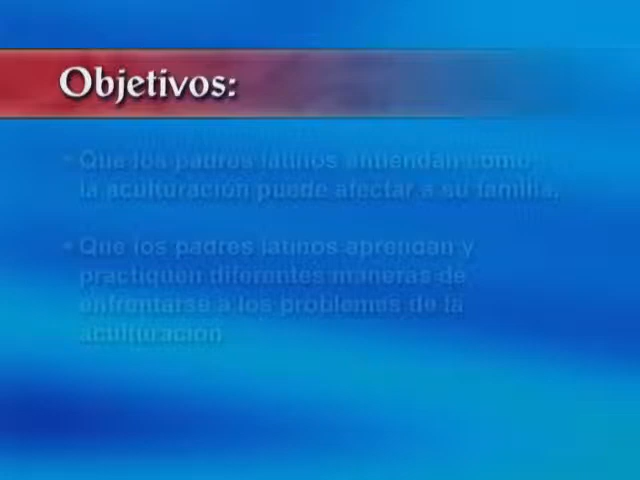 Objetivos:
• Que los padres latinos entiendan como
la aculturación puede afectar a su familia.
• Que los padres latinos aprendan y
practiquen diferentes maneras de
enfrentarse a los problemas de la
aculturación